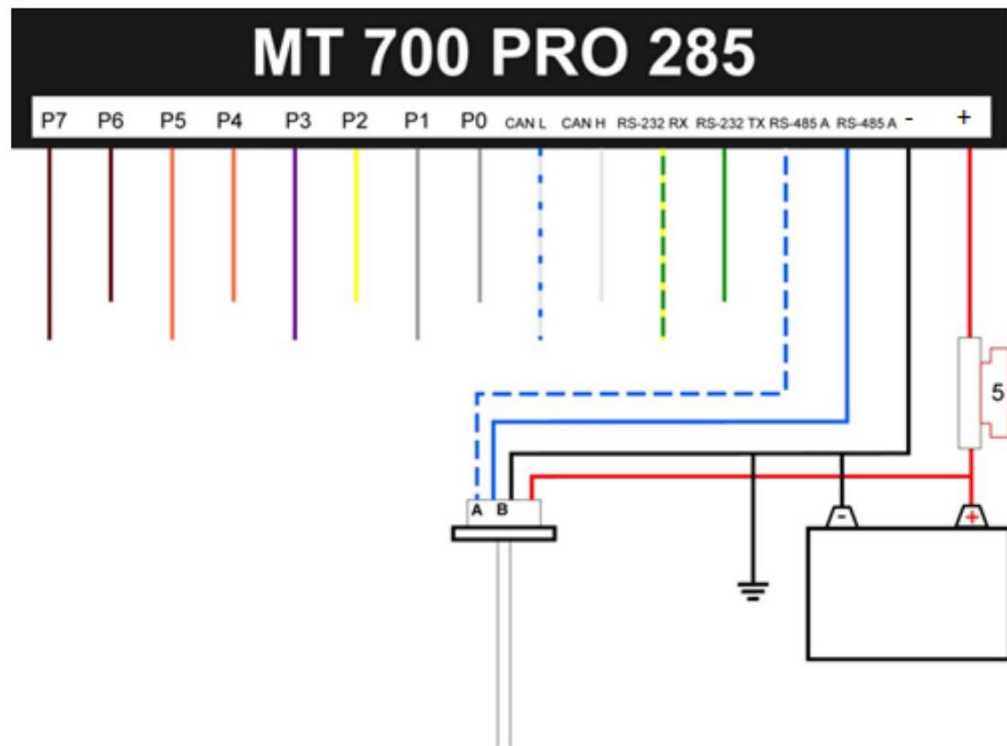 MT 700 PRO 285
P7 P6 P5 P4 P3 P2 P1 P0 CAN L CAN H RS-232 RX RS-232 TX RS-485 A RS-485 A - +
5
A B
- +